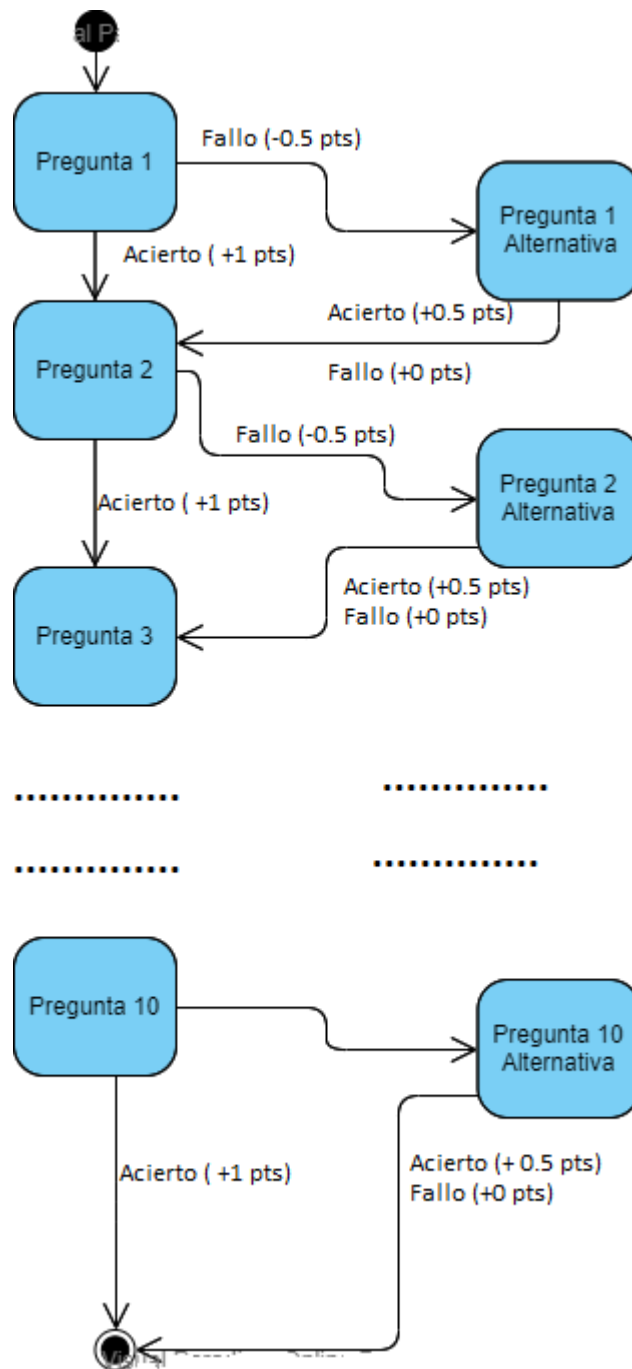 Pregunta 1
Fallo (-0.5 pts)
Pregunta 1
Alternativa
Acierto ( +1 pts)
Acierto (+0.5 pts)
Pregunta 2
Fallo (+0 pts)
Fallo (-0.5 pts)
Pregunta 2
Alternativa
Acierto ( +1 pts)
Acierto (+0.5 pts)
Fallo (+0 pts)
Pregunta 3
..............
..............
..............
..............
Pregunta 10
Pregunta 10
Alternativa
Acierto ( +1 pts)
Acierto (+ 0.5 pts)
Fallo (+0 pts)